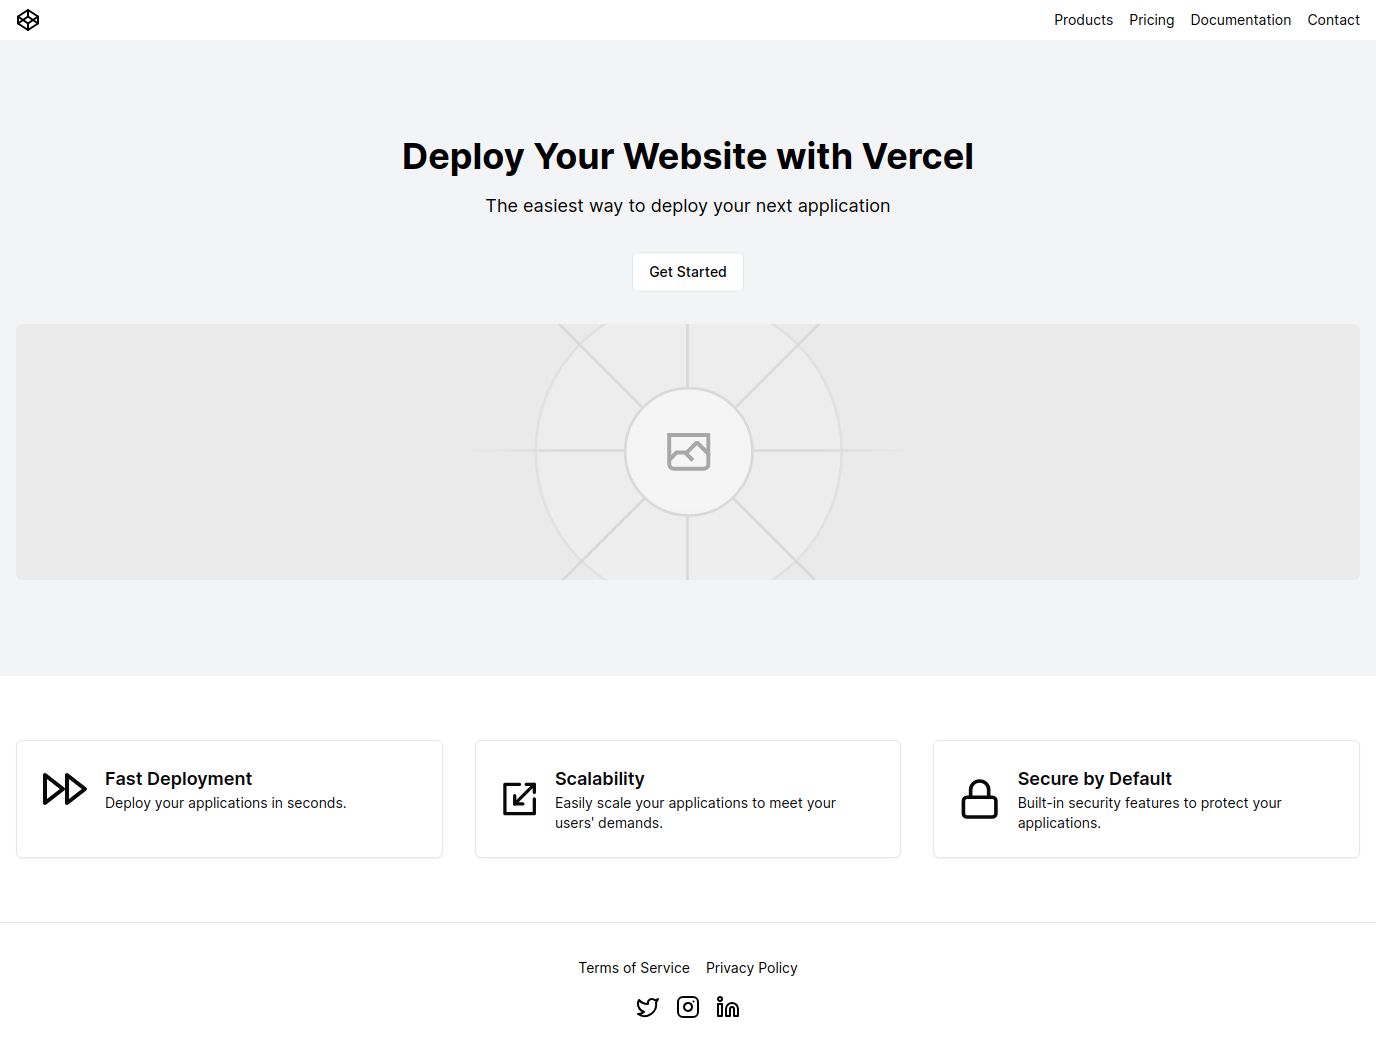 Products Pricing Documentation Contact
Deploy Your Website with Vercel
The easiest way to deploy your next application
Get Started
Fast Deployment
Deploy your applications in seconds.
Scalability
Easily scale your applications to meet your
users' demands.
Secure by Default
Built-in security features to protect your
applications.
Terms of Service Privacy Policy